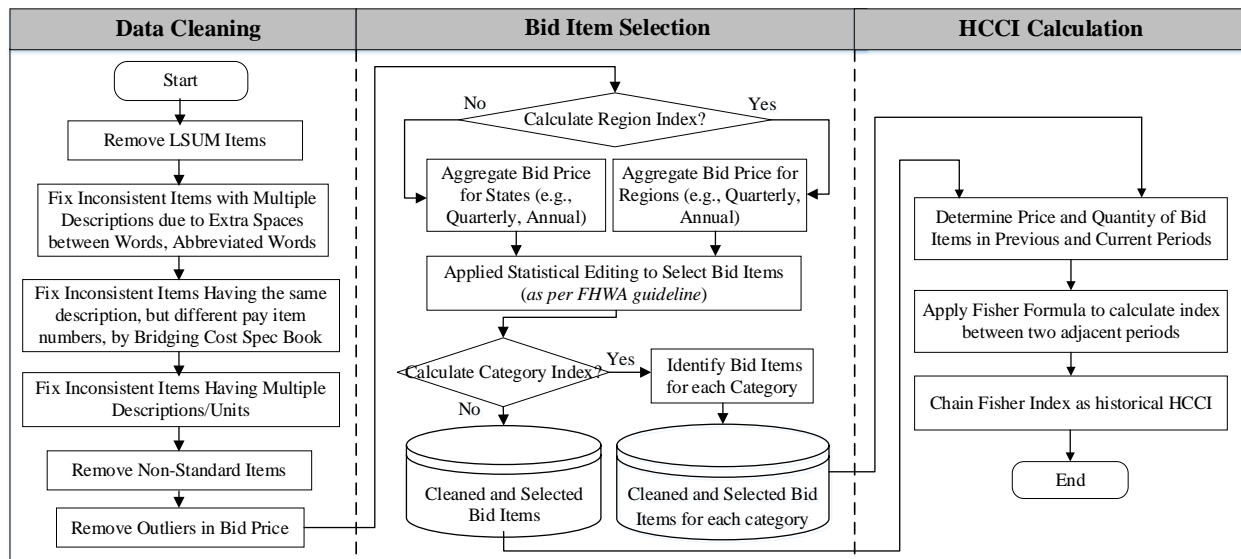 Data Cleaning
Start
Remove LSUM Items
Fix Inconsistent Items with Multiple
Descriptions due to Extra Spaces
between Words, Abbreviated Words
Fix Inconsistent Items Having the same
description, but different pay item
numbers, by Bridging Cost Spec Book
Fix Inconsistent Items Having Multiple
Descriptions/Units
Remove Non-Standard Items
Remove Outliers in Bid Price
Bid Item Selection
No
Calculate Region Index?
Yes
Aggregate Bid Price
for States (e.g.,
Quarterly, Annual)
Aggregate Bid Price for
Regions (e.g., Quarterly,
Annual)
Applied Statistical Editing to Select Bid Items
(as per FHWA guideline)
Calculate Category Index?
Yes
No
Identify Bid Items
for each Category
Cleaned and Selected
Bid Items
Cleaned and Selected Bid
Items for each category
HCCI Calculation
Determine Price and Quantity of Bid
Items in Previous and Current Periods
Apply Fisher Formula to calculate index
between two adjacent periods
Chain Fisher Index as historical HCCI
End